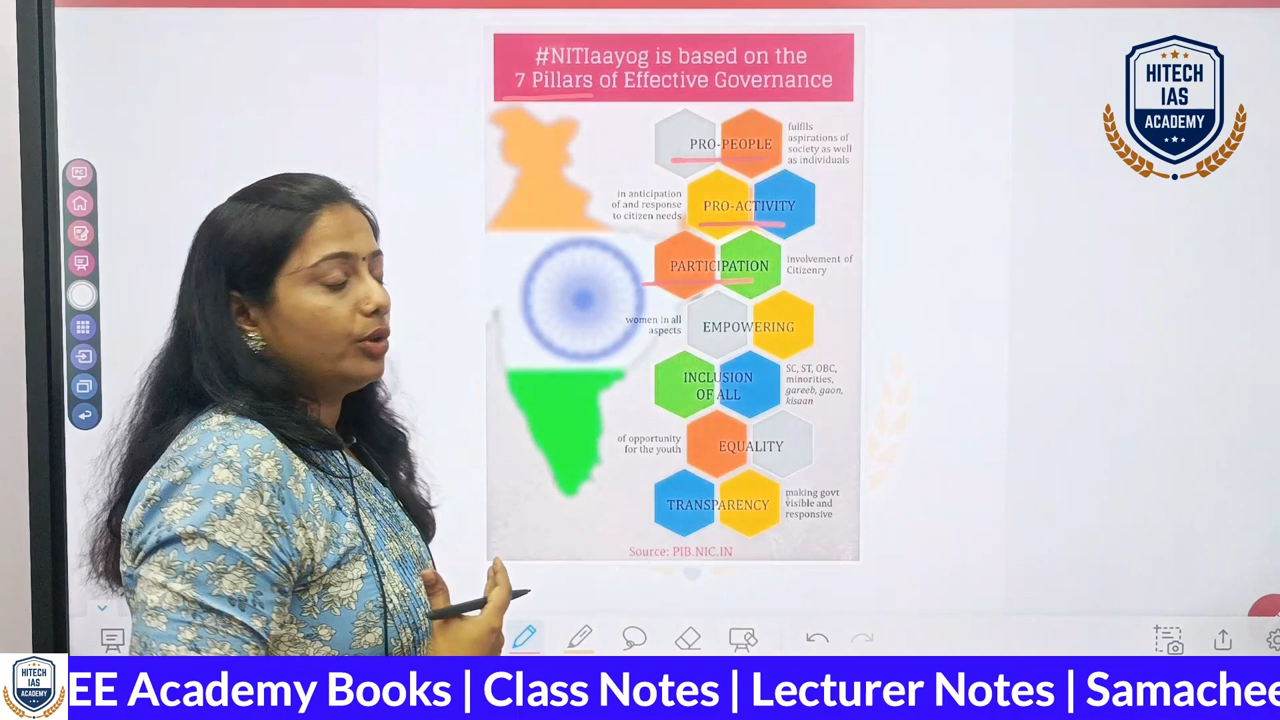 #NITIaayog is based on the
7 Pillars of Effective Governance
PRO-PEOPLE
fulfils
aspirations of
society as well
as individuals
in anticipation
of and response
to citizen needs
PRO-ACTIVITY
PARTICIPATION
involvement of
Citizenry
women in all
aspects
EMPOWERING
INCLUSION
OF ALL
SC, ST, OBC,
minorities,
gareeb, gaon,
kisaan
of opportunity
for the youth
EQUALITY
TRANSPARENCY
making govt
visible and
responsive
Source: PIB.NIC.IN
HITECH
IAS
ACADEMY
PC
HITECH
IAS
ACADEMY
EE Academy Books | Class Notes | Lecturer Notes | Samachee